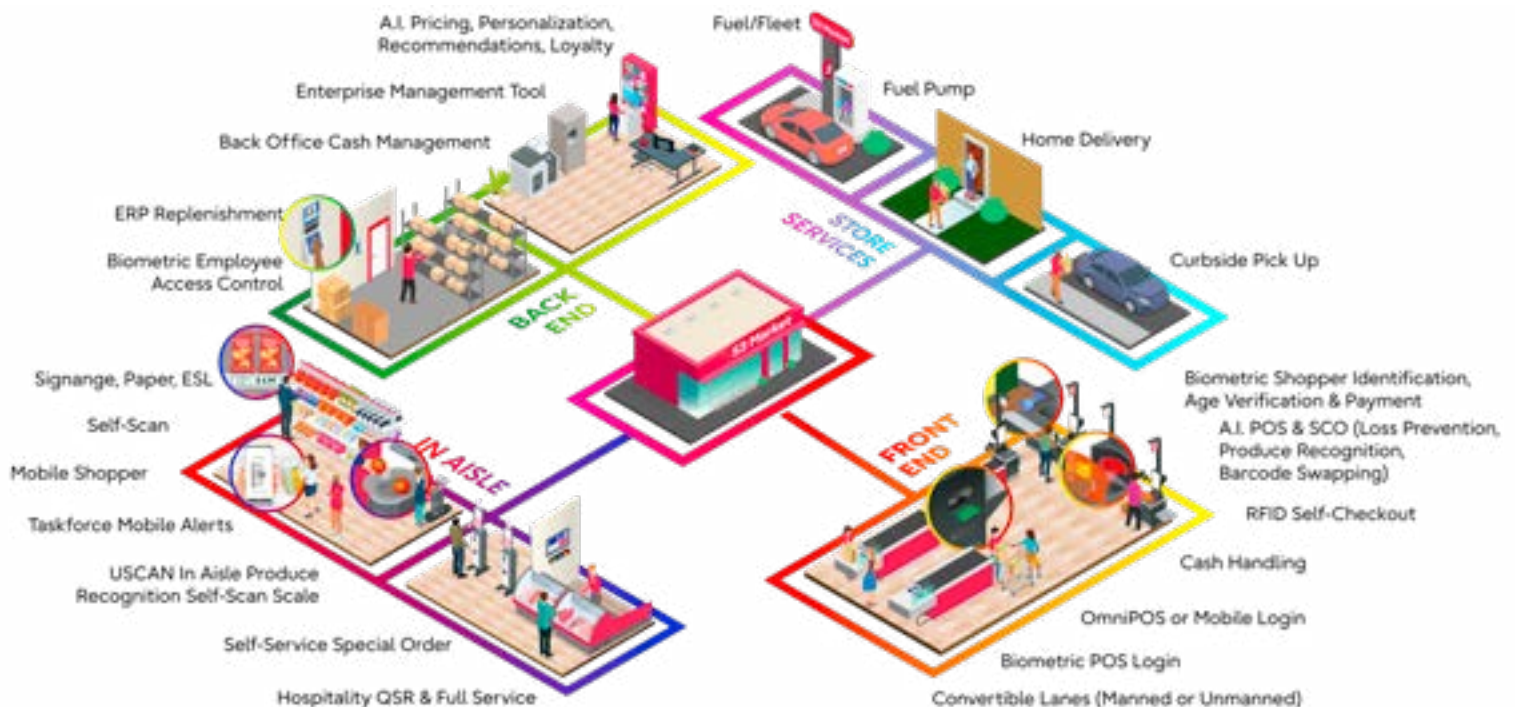 A.I. Pricing, Personalization,
Recommendations, Loyalty
Enterprise Management Tool
Back Office Cash Management
ERP Replenishment
Biometric Employee
Access Control
BACK
END
Fuel/Fleet
Fuel Pump
Home Delivery
Curbside Pick Up
STORE
SERVICES
Market
Signange, Paper, ESL
Self-Scan
Mobile Shopper
Taskforce Mobile Alerts
USCAN In Aisle Produce
Recognition Self-Scan Scale
Self-Service Special Order
Hospitality QSR & Full Service
IN AISLE
FRONT
END
Biometric Shopper Identification,
Age Verification & Payment
A.I. POS & SCO (Loss Prevention,
Produce Recognition,
Barcode Swapping)
RFID Self-Checkout
Cash Handling
OmniPOS or Mobile Login
Biometric POS Login
Convertible Lanes (Manned or Unmanned)